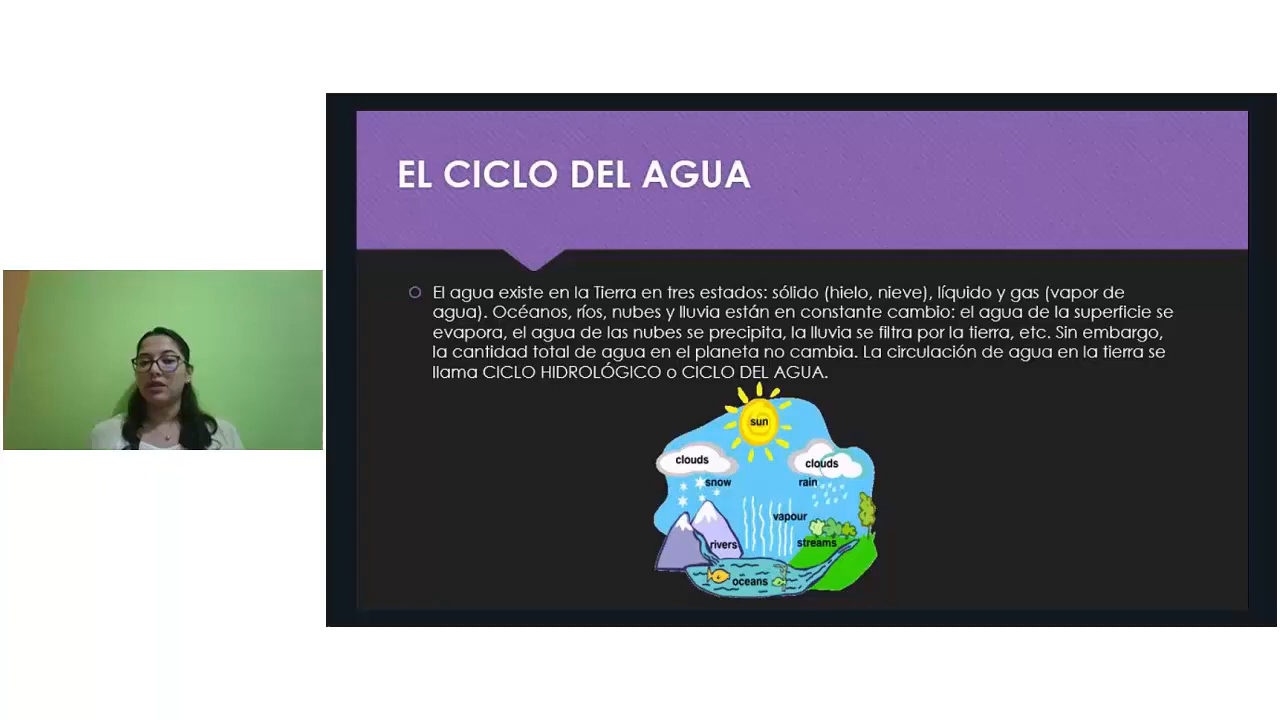 EL CICLO DEL AGUA
El agua existe en la Tierra en tres estados: sólido (hielo, nieve), líquido y gas (vapor de
agua). Océanos, ríos, nubes y lluvia están en constante cambio: el agua de la superficie se
evapora, el agua de las nubes se precipita, la lluvia se filtra por la tierra, etc. Sin embargo,
la cantidad total de agua en el planeta no cambia. La circulación de agua en la tierra se
llama CICLO HIDROLÓGICO o CICLO DEL AGUA.
sun
clouds
clouds
snow
rain
vapour
rivers
streams
oceans